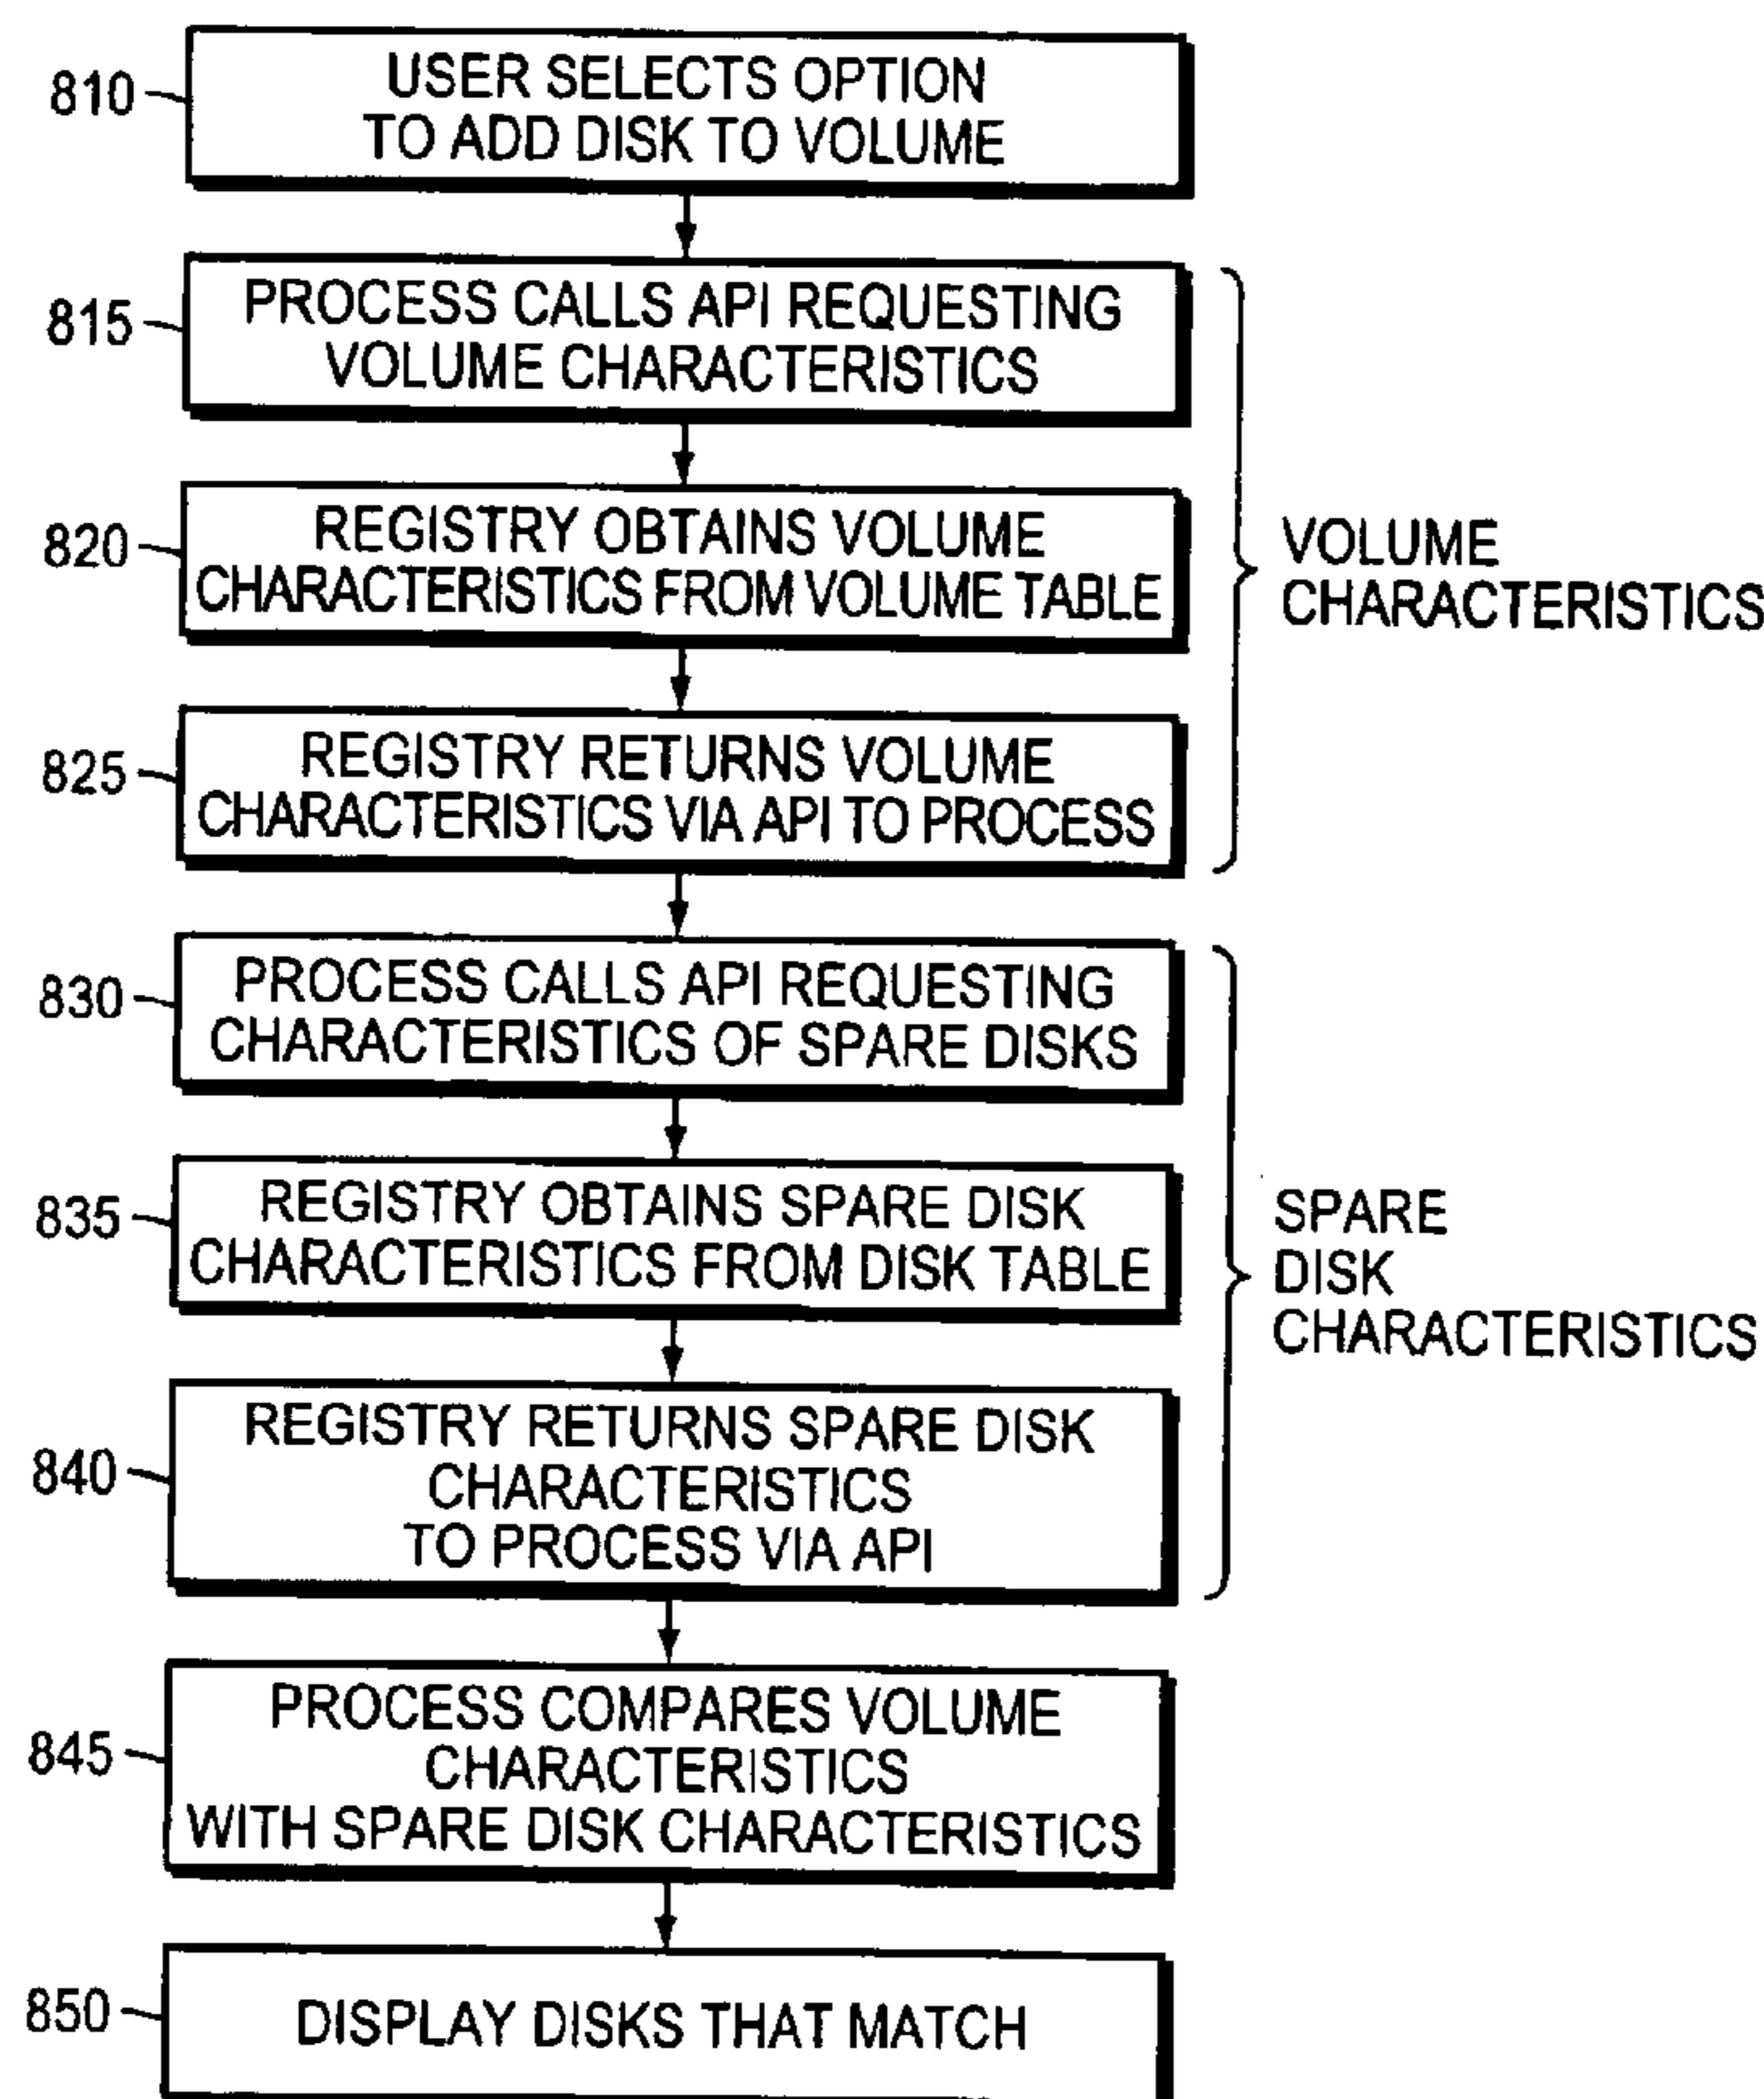 810
USER SELECTS OPTION
TO ADD DISK TO VOLUME
815
PROCESS CALLS API REQUESTING
VOLUME CHARACTERISTICS
820
REGISTRY OBTAINS VOLUME
CHARACTERISTICS FROM VOLUME TABLE
825
REGISTRY RETURNS VOLUME
CHARACTERISTICS VIA API TO PROCESS
VOLUME
CHARACTERISTICS
830
PROCESS CALLS API REQUESTING
CHARACTERISTICS OF SPARE DISKS
835
REGISTRY OBTAINS SPARE DISK
CHARACTERISTICS FROM DISK TABLE
840
REGISTRY RETURNS SPARE DISK
CHARACTERISTICS
TO PROCESS VIA API
SPARE
DISK
CHARACTERISTICS
845
PROCESS COMPARES VOLUME
CHARACTERISTICS
WITH SPARE DISK CHARACTERISTICS
850
DISPLAY DISKS THAT MATCH